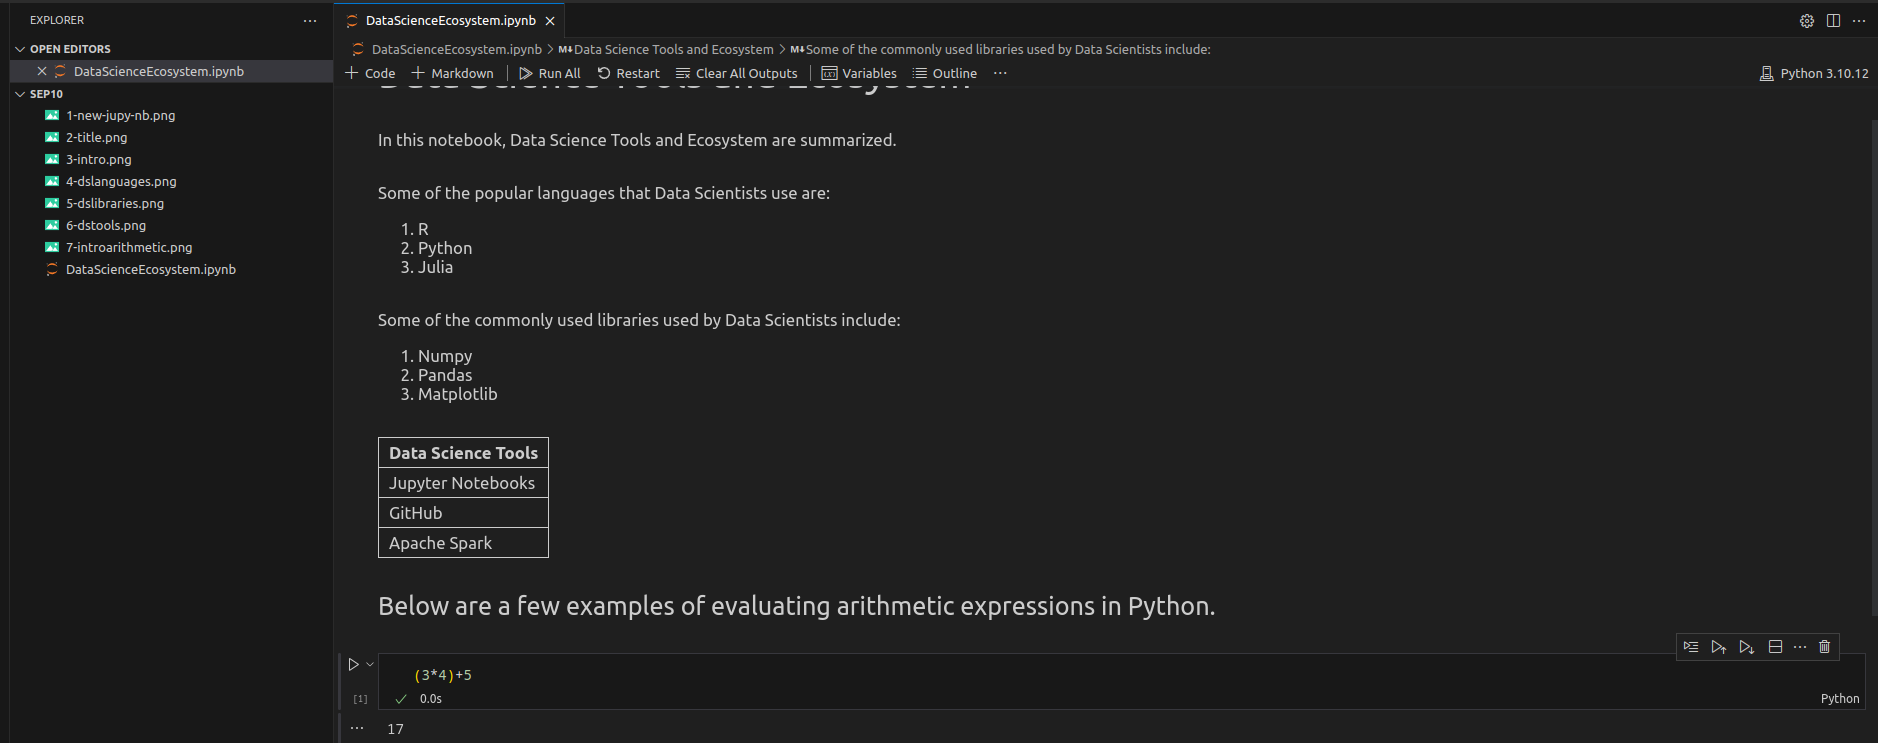 EXPLORER
···
DataScienceEcosystem.ipynb
OPEN EDITORS
DataScienceEcosystem.ipynb
SEP10
1-new-jupy-nb.png
2-title.png
3-intro.png
4-dslanguages.png
5-dslibraries.png
6-dstools.png
7-introarithmetic.png
DataScienceEcosystem.ipynb
DataScienceEcosystem.ipynb > M↓Data Science Tools and Ecosystem > M↓Some of the commonly used libraries used by Data Scientists include:
+ Code + Markdown | Run All Restart Clear All Outputs | Variables Outline ··· Python 3.10.12
Data Science Tools and Ecosystem
In this notebook, Data Science Tools and Ecosystem are summarized.
Some of the popular languages that Data Scientists use are:
1. R
2. Python
3. Julia
Some of the commonly used libraries used by Data Scientists include:
1. Numpy
2. Pandas
3. Matplotlib
Data Science Tools
Jupyter Notebooks
GitHub
Apache Spark
Below are a few examples of evaluating arithmetic expressions in Python.
(3*4)+5
[1] 0.0s Python
··· 17